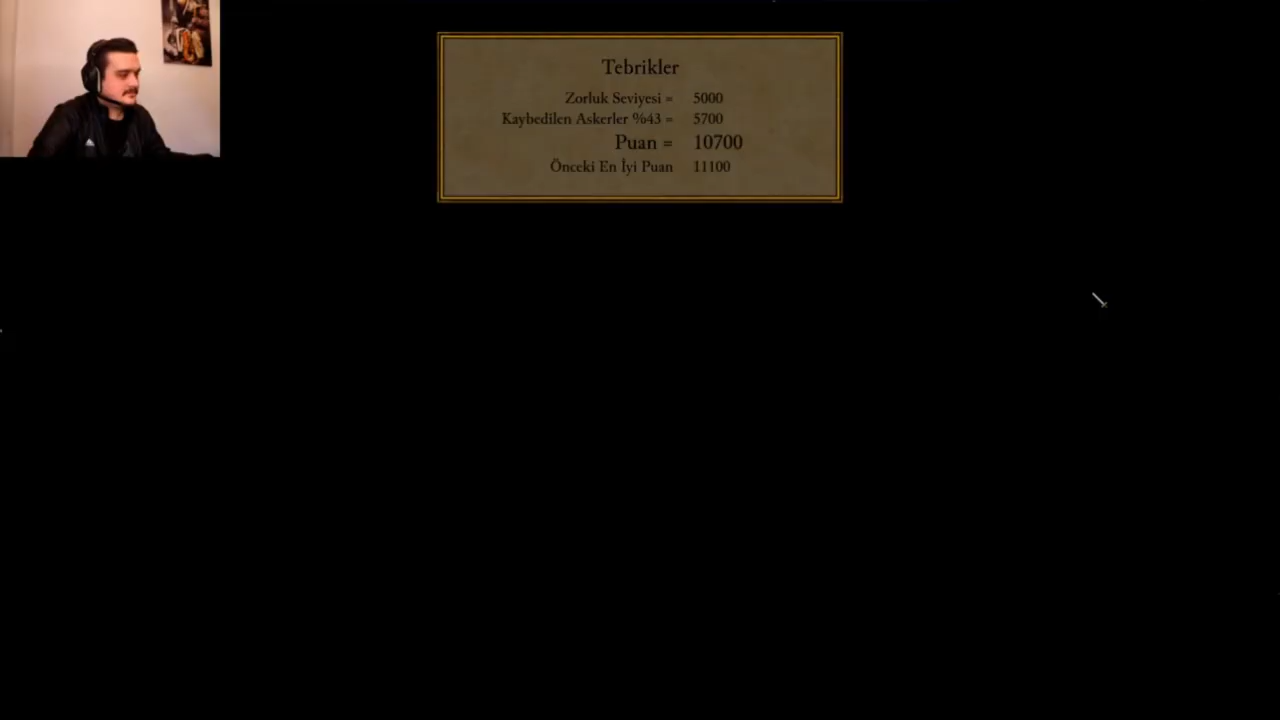 Tebrikler
Zorluk Seviyesi = 5000
Kaybedilen Askerler %43 = 5700
Puan = 10700
Önceki En İyi Puan 11100